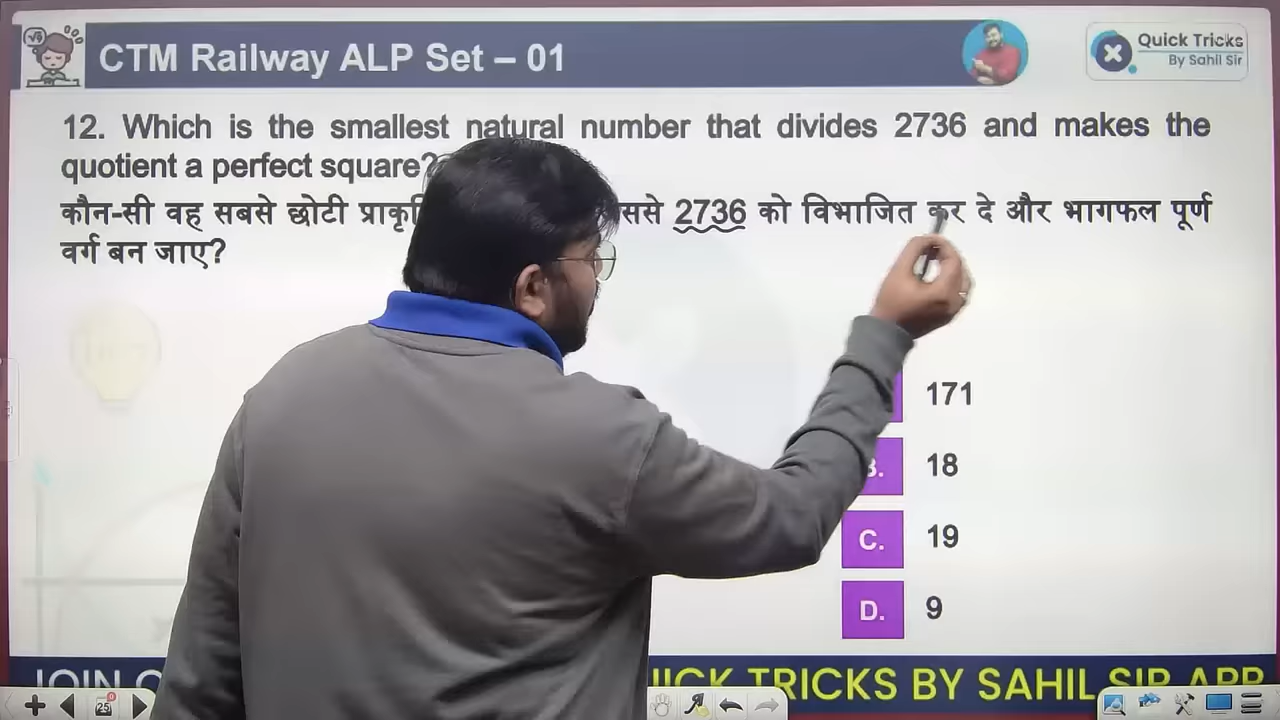 CTM Railway ALP Set – 01
Quick Tricks
By Sahil Sir
12. Which is the smallest natural number that divides 2736 and makes the
quotient a perfect square?
कौन-सी वह सबसे छोटी 2736 को विभाजित कर दे और भागफल पूर्ण
वर्ग बन जाए?
171
B. 18
C. 19
D. 9
JOIN
QUICK TRICKS BY SAHIL SIR APP
25